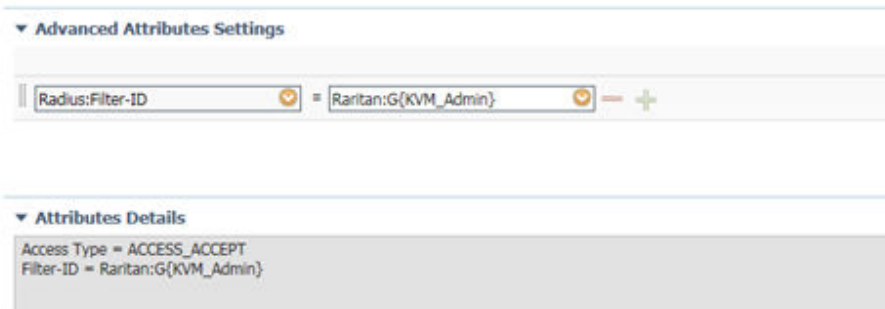 Advanced Attributes Settings
Radius:Filter-ID = Raritan:G{KVM_Admin}
Attributes Details
Access Type = ACCESS_ACCEPT
Filter-ID = Raritan:G{KVM_Admin}